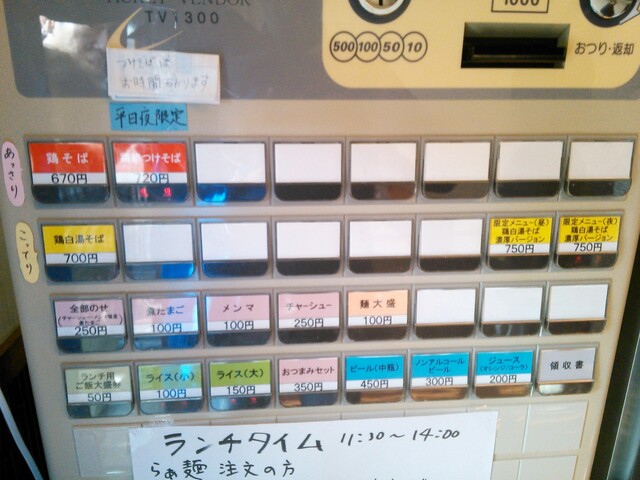 TICKET VENDOR
TVi300
500 100 50 10
1000
おつり・返却
つけそばは
お時間かかります
平日夜限定
あっさり
鶏そば
670円
つけそば
720円
こってり
鶏白湯そば
700円
限定メニュー(昼)
鶏白湯そば
濃厚バージョン
750円
限定メニュー(夜)
鶏白湯そば
濃厚バージョン
750円
全部のせ
250円
煮たまご
100円
メンマ
100円
チャーシュー
250円
麺大盛
100円
ランチ用
ご飯大盛券
50円
ライス(小)
100円
ライス(大)
150円
おつまみセット
350円
ビール(中瓶)
450円
ノンアルコール
ビール
300円
ジュース
(オレンジ/コーラ)
200円
領収書
ランチタイム 11:30〜14:00
らぁ麺 注文の方